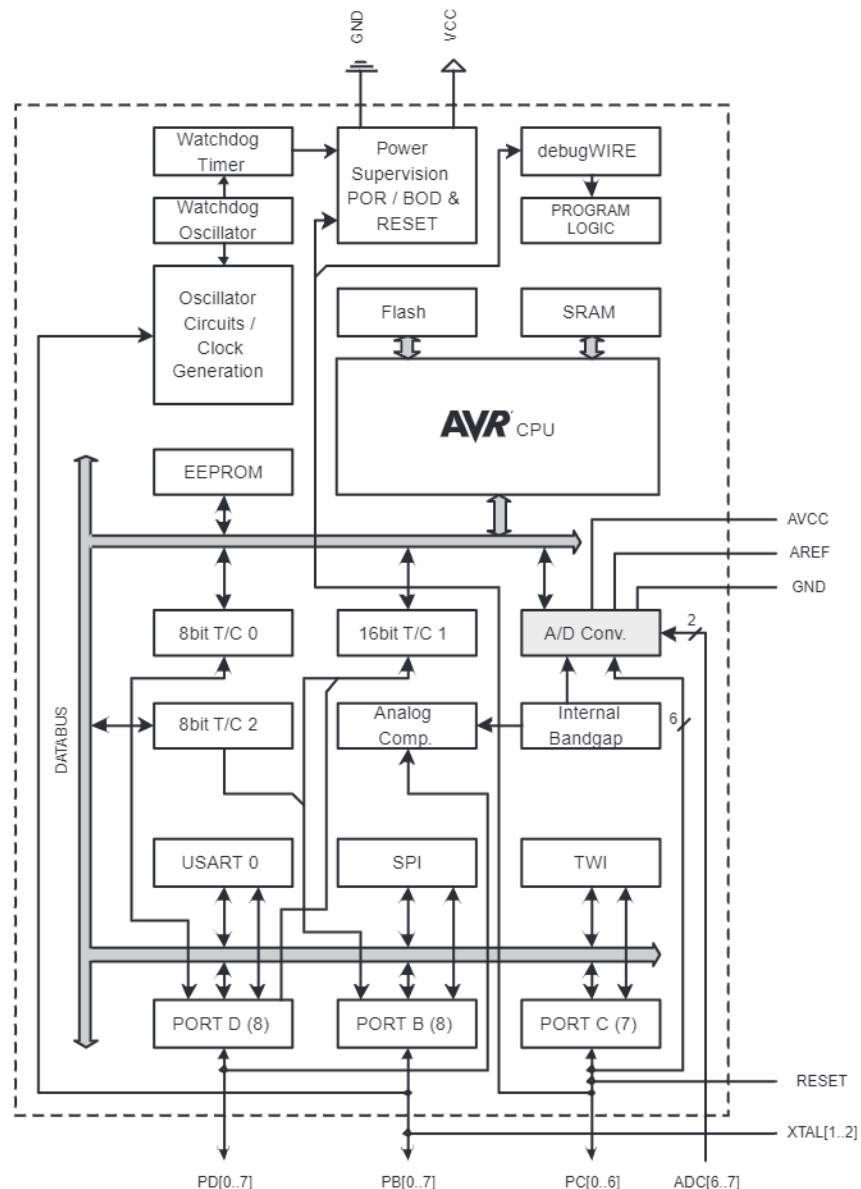 GND
VCC
Watchdog
Timer
Power
Supervision
POR / BOD &
RESET
debugWIRE
Watchdog
Oscillator
PROGRAM
LOGIC
Oscillator
Circuits /
Clock
Generation
Flash
SRAM
AVR CPU
EEPROM
AVCC
AREF
GND
8bit T/C 0
16bit T/C 1
A/D Conv.
2
DATABUS
8bit T/C 2
Analog
Comp.
Internal
Bandgap
6
USART 0
SPI
TWI
PORT D (8)
PORT B (8)
PORT C (7)
RESET
XTAL[1..2]
PD[0..7]
PB[0..7]
PC[0..6]
ADC[6..7]